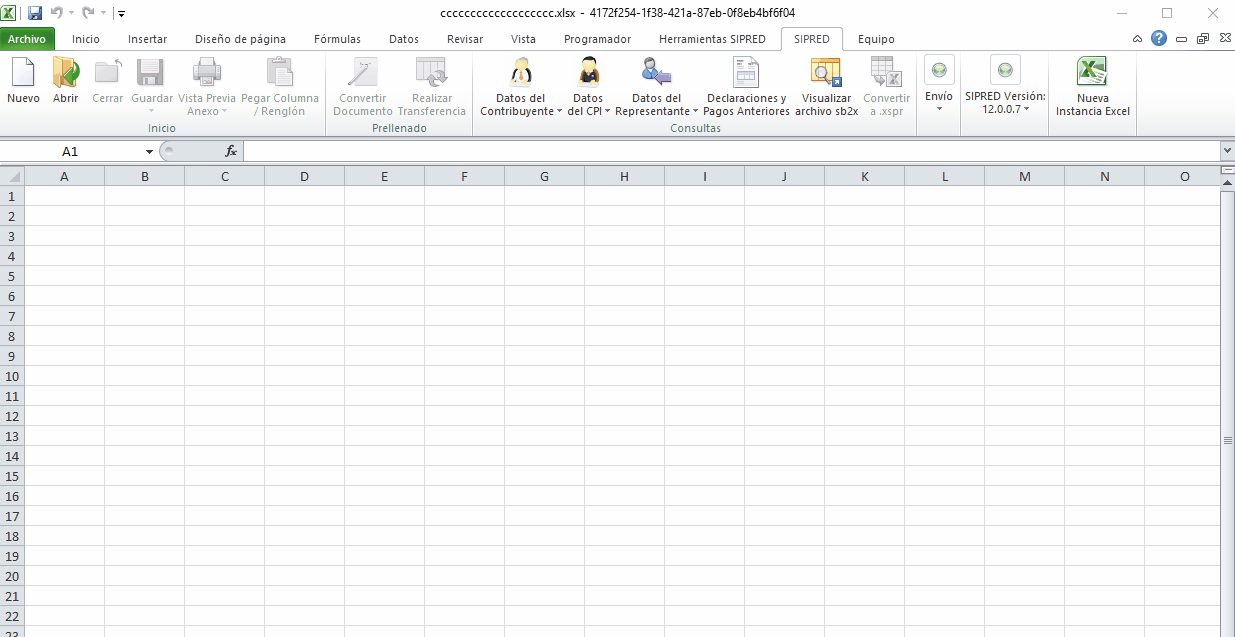 ccccccccccccccccccc.xlsx - 4172f254-1f38-421a-87eb-0f8eb4bf6f04
Archivo Inicio Insertar Diseño de página Fórmulas Datos Revisar Vista Programador Herramientas SIPRED SIPRED Equipo
Nuevo Abrir Cerrar Guardar Vista Previa Anexo Pegar Columna / Renglón
Convertir Documento Realizar Transferencia
Datos del Contribuyente Datos del CPI Datos del Representante Declaraciones y Pagos Anteriores Visualizar archivo sb2x Convertir a .xspr
Envío
SIPRED Versión: 12.0.0.7
Nueva Instancia Excel
Inicio Prellenado Consultas
A1 fx
A B C D E F G H I J K L M N O
1
2
3
4
5
6
7
8
9
10
11
12
13
14
15
16
17
18
19
20
21
22
23